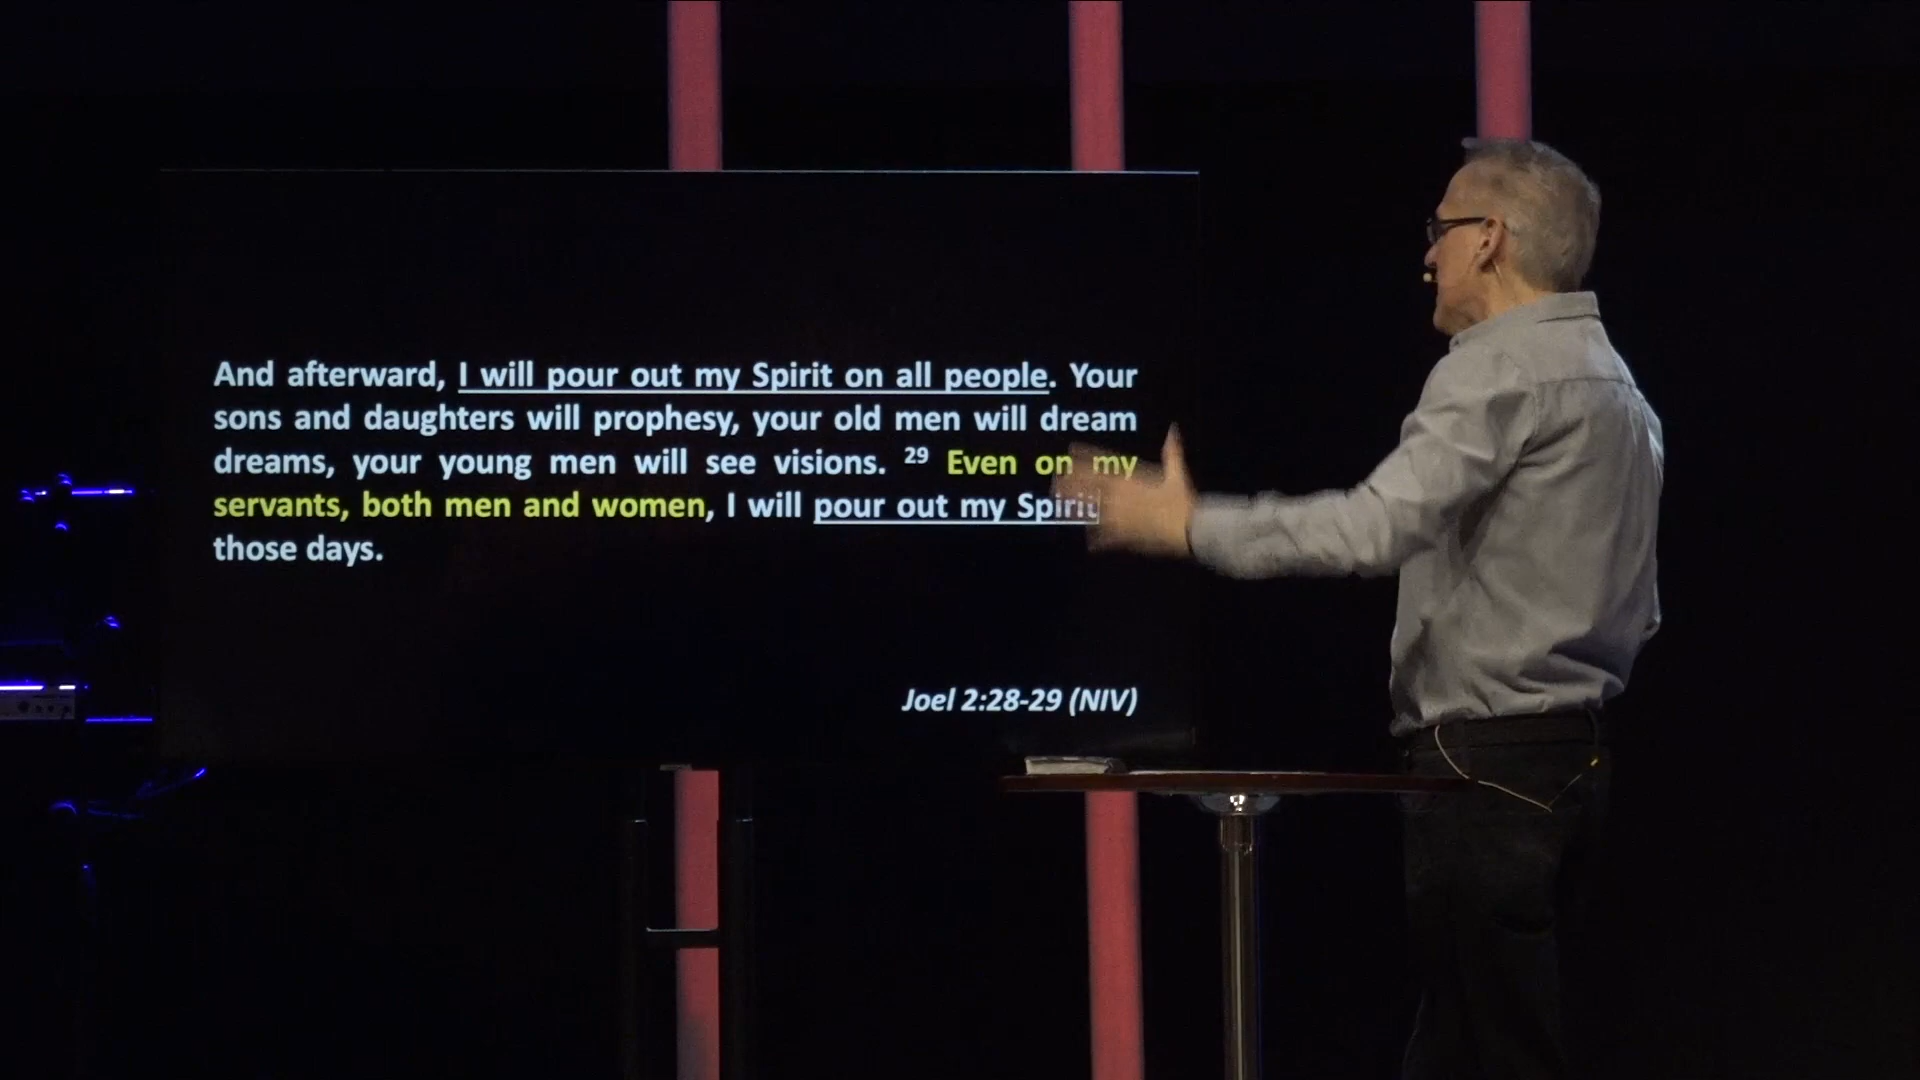 And afterward, I will pour out my Spirit on all people. Your
sons and daughters will prophesy, your old men will dream
dreams, your young men will see visions. 29 Even on my
servants, both men and women, I will pour out my Spirit
those days.
Joel 2:28-29 (NIV)